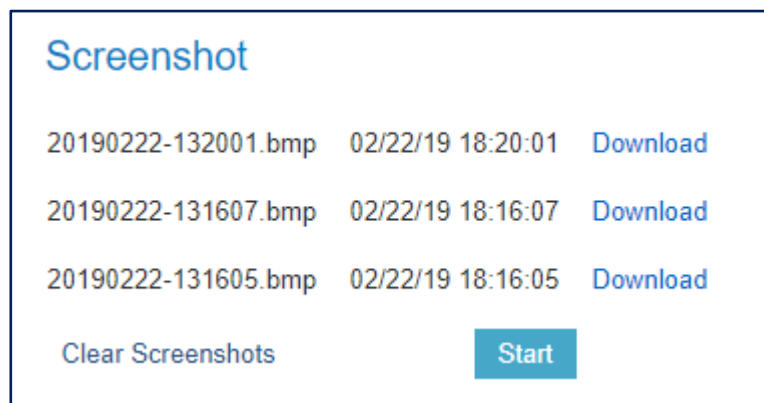 Screenshot
20190222-132001.bmp 02/22/19 18:20:01 Download
20190222-131607.bmp 02/22/19 18:16:07 Download
20190222-131605.bmp 02/22/19 18:16:05 Download
Clear Screenshots Start